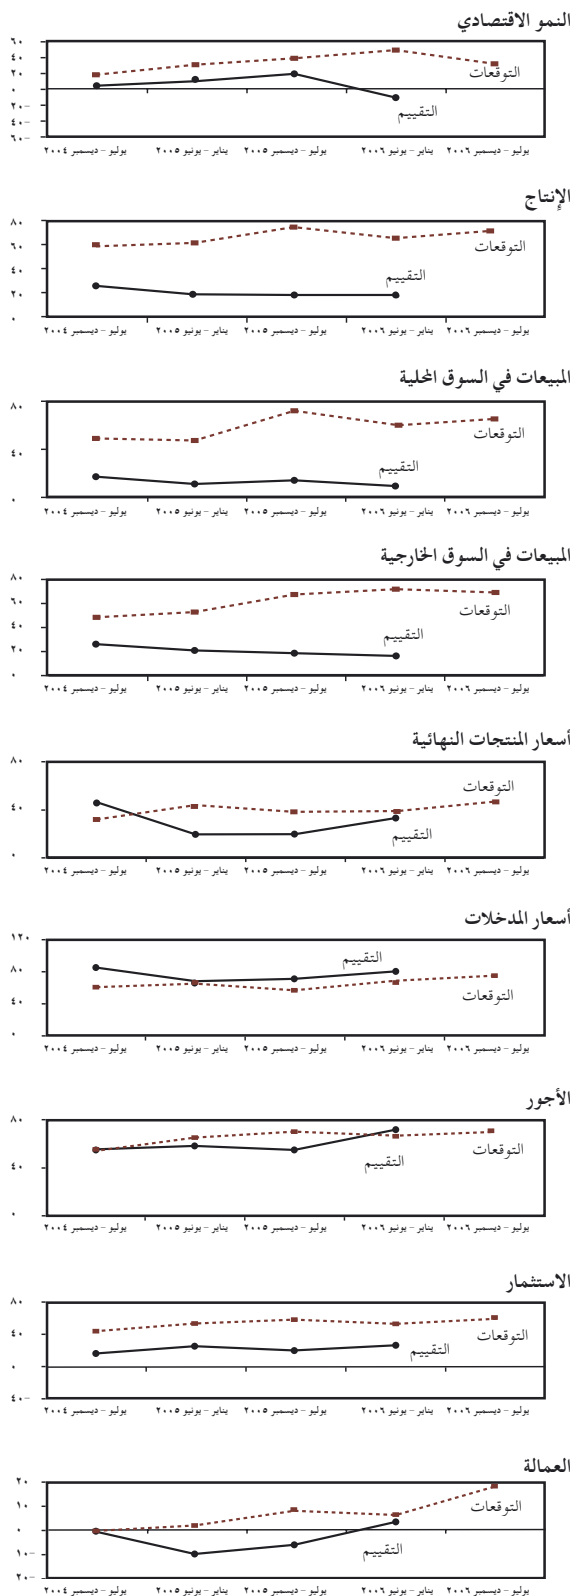 النمو الاقتصادي
٦٠
٤٠
٢٠
٠
٢٠–
٤٠–
٦٠–
التوقعات
التقييم
يوليو - ديسمبر ٢٠٠٤ يناير - يونيو ٢٠٠٥ يوليو - ديسمبر ٢٠٠٥ يناير - يونيو ٢٠٠٦ يوليو - ديسمبر ٢٠٠٦
الإنتاج
٨٠
٦٠
٤٠
٢٠
٠
التوقعات
التقييم
يوليو - ديسمبر ٢٠٠٤ يناير - يونيو ٢٠٠٥ يوليو - ديسمبر ٢٠٠٥ يناير - يونيو ٢٠٠٦ يوليو - ديسمبر ٢٠٠٦
المبيعات في السوق المحلية
٨٠
٤٠
٠
التوقعات
التقييم
يوليو - ديسمبر ٢٠٠٤ يناير - يونيو ٢٠٠٥ يوليو - ديسمبر ٢٠٠٥ يناير - يونيو ٢٠٠٦ يوليو - ديسمبر ٢٠٠٦
المبيعات في السوق الخارجية
٨٠
٦٠
٤٠
٢٠
٠
التوقعات
التقييم
يوليو - ديسمبر ٢٠٠٤ يناير - يونيو ٢٠٠٥ يوليو - ديسمبر ٢٠٠٥ يناير - يونيو ٢٠٠٦ يوليو - ديسمبر ٢٠٠٦
أسعار المنتجات النهائية
٨٠
٤٠
٠
التوقعات
التقييم
يوليو - ديسمبر ٢٠٠٤ يناير - يونيو ٢٠٠٥ يوليو - ديسمبر ٢٠٠٥ يناير - يونيو ٢٠٠٦ يوليو - ديسمبر ٢٠٠٦
أسعار المدخلات
١٢٠
٨٠
٤٠
٠
التقييم
التوقعات
يوليو - ديسمبر ٢٠٠٤ يناير - يونيو ٢٠٠٥ يوليو - ديسمبر ٢٠٠٥ يناير - يونيو ٢٠٠٦ يوليو - ديسمبر ٢٠٠٦
الأجور
٨٠
٤٠
٠
التوقعات
التقييم
يوليو - ديسمبر ٢٠٠٤ يناير - يونيو ٢٠٠٥ يوليو - ديسمبر ٢٠٠٥ يناير - يونيو ٢٠٠٦ يوليو - ديسمبر ٢٠٠٦
الاستثمار
٨٠
٤٠
٠
٤٠–
التوقعات
التقييم
يوليو - ديسمبر ٢٠٠٤ يناير - يونيو ٢٠٠٥ يوليو - ديسمبر ٢٠٠٥ يناير - يونيو ٢٠٠٦ يوليو - ديسمبر ٢٠٠٦
العمالة
٢٠
١٠
٠
١٠–
٢٠–
التوقعات
التقييم
يوليو - ديسمبر ٢٠٠٤ يناير - يونيو ٢٠٠٥ يوليو - ديسمبر ٢٠٠٥ يناير - يونيو ٢٠٠٦ يوليو - ديسمبر ٢٠٠٦